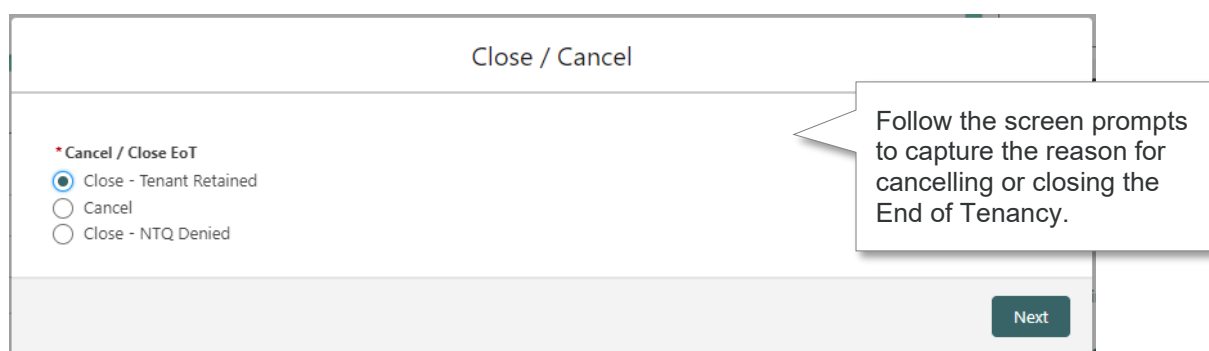 Close / Cancel
Follow the screen prompts
to capture the reason for
cancelling or closing the
End of Tenancy.
*Cancel / Close EoT
Close - Tenant Retained
Cancel
Close - NTQ Denied
Next